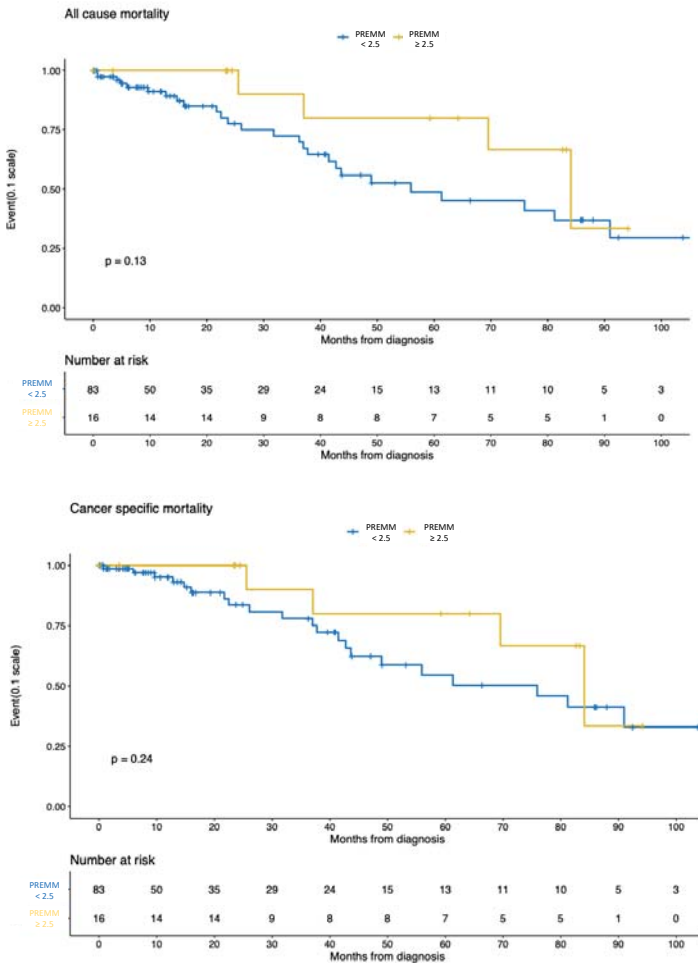 All cause mortality
PREMM < 2.5 PREMM ≥ 2.5
1.00
0.75
0.50
0.25
0.00
Event(0.1 scale)
p = 0.13
0 10 20 30 40 50 60 70 80 90 100
Months from diagnosis
Number at risk
PREMM < 2.5 83 50 35 29 24 15 13 11 10 5 3
PREMM ≥ 2.5 16 14 14 9 8 8 7 5 5 1 0
0 10 20 30 40 50 60 70 80 90 100
Months from diagnosis
Cancer specific mortality
PREMM < 2.5 PREMM ≥ 2.5
1.00
0.75
0.50
0.25
0.00
Event(0.1 scale)
p = 0.24
0 10 20 30 40 50 60 70 80 90 100
Months from diagnosis
Number at risk
PREMM < 2.5 83 50 35 29 24 15 13 11 10 5 3
PREMM ≥ 2.5 16 14 14 9 8 8 7 5 5 1 0
0 10 20 30 40 50 60 70 80 90 100
Months from diagnosis